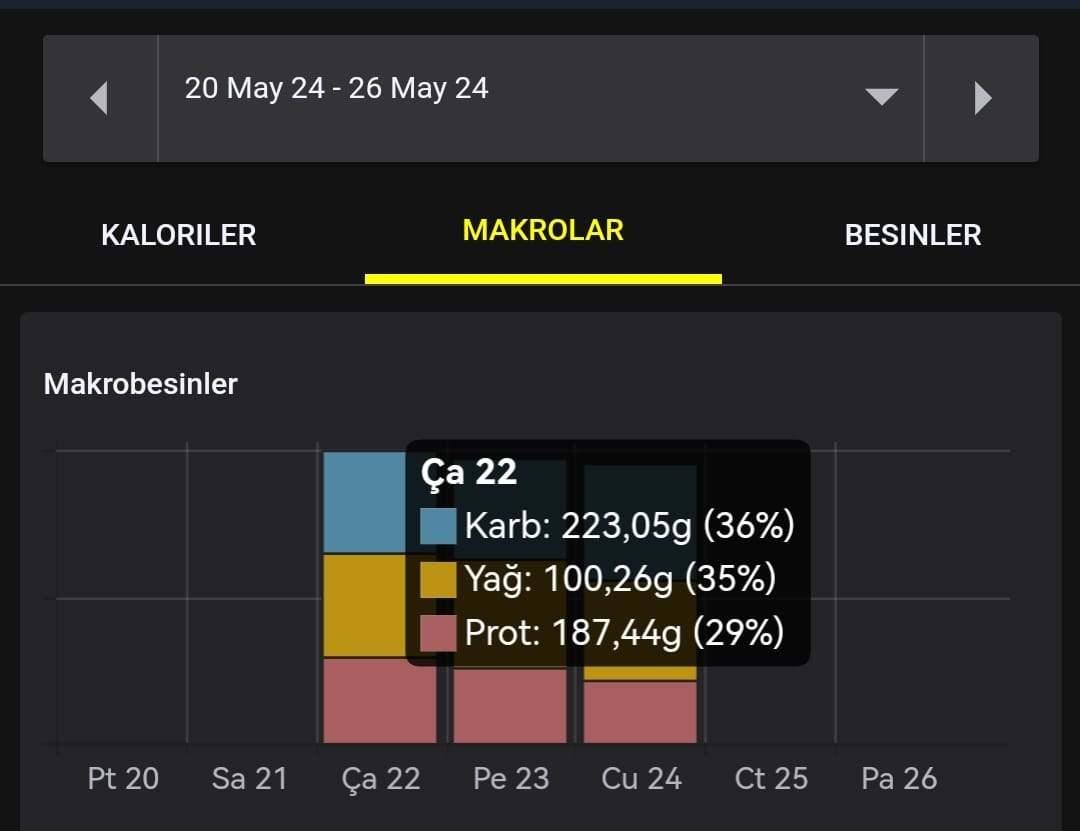 20 May 24 - 26 May 24
KALORILER MAKROLAR BESINLER
Makrobesinler
Ça 22
Karb: 223,05g (36%)
Yağ: 100,26g (35%)
Prot: 187,44g (29%)
Pt 20 Sa 21 Ça 22 Pe 23 Cu 24 Ct 25 Pa 26